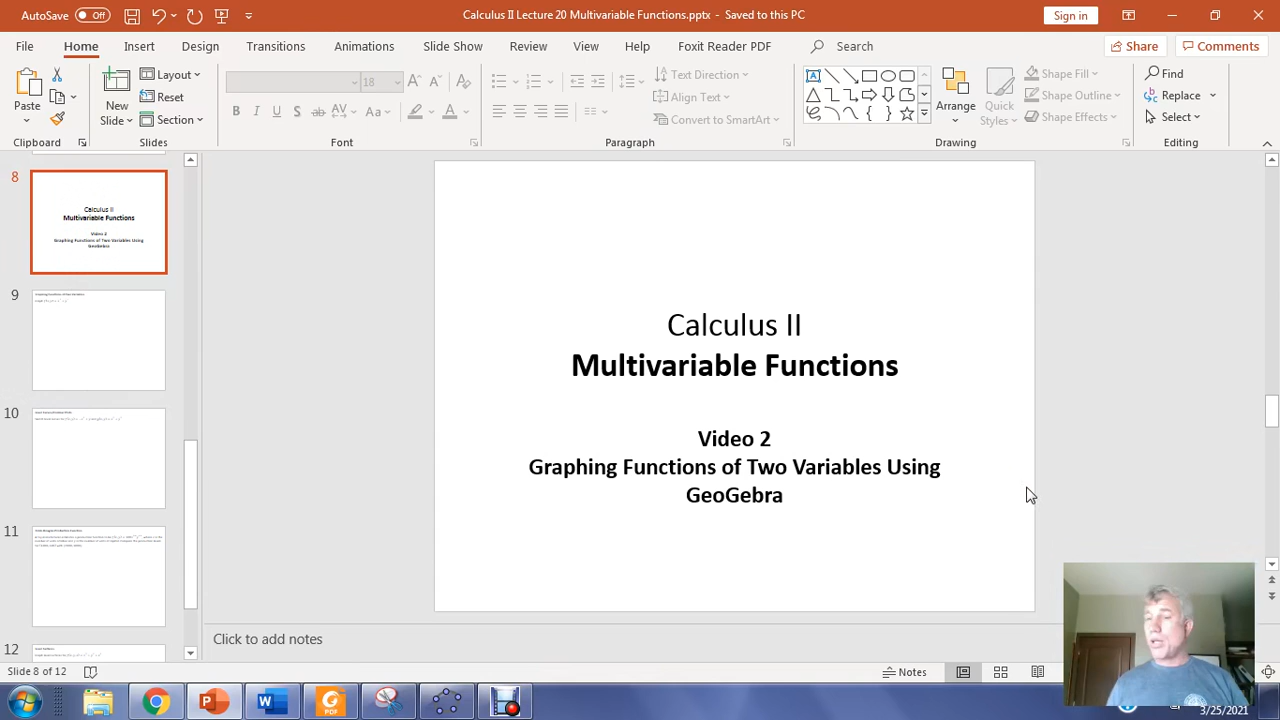 AutoSave Off
Calculus II Lecture 20 Multivariable Functions.pptx - Saved to this PC
Sign in
File Home Insert Design Transitions Animations Slide Show Review View Help Foxit Reader PDF Search Share Comments
Paste
Clipboard
New
Slide
Layout
Reset
Section
Slides
18
Font
Text Direction
Align Text
Convert to SmartArt
Paragraph
Arrange
Quick
Styles
Shape Fill
Shape Outline
Shape Effects
Drawing
Find
Replace
Select
Editing
8
Calculus II
Multivariable Functions
Video 2
Graphing Functions of Two Variables Using
GeoGebra
9
10
11
12
Calculus II
Multivariable Functions
Video 2
Graphing Functions of Two Variables Using
GeoGebra
Click to add notes
Slide 8 of 12
Notes
3/25/2021